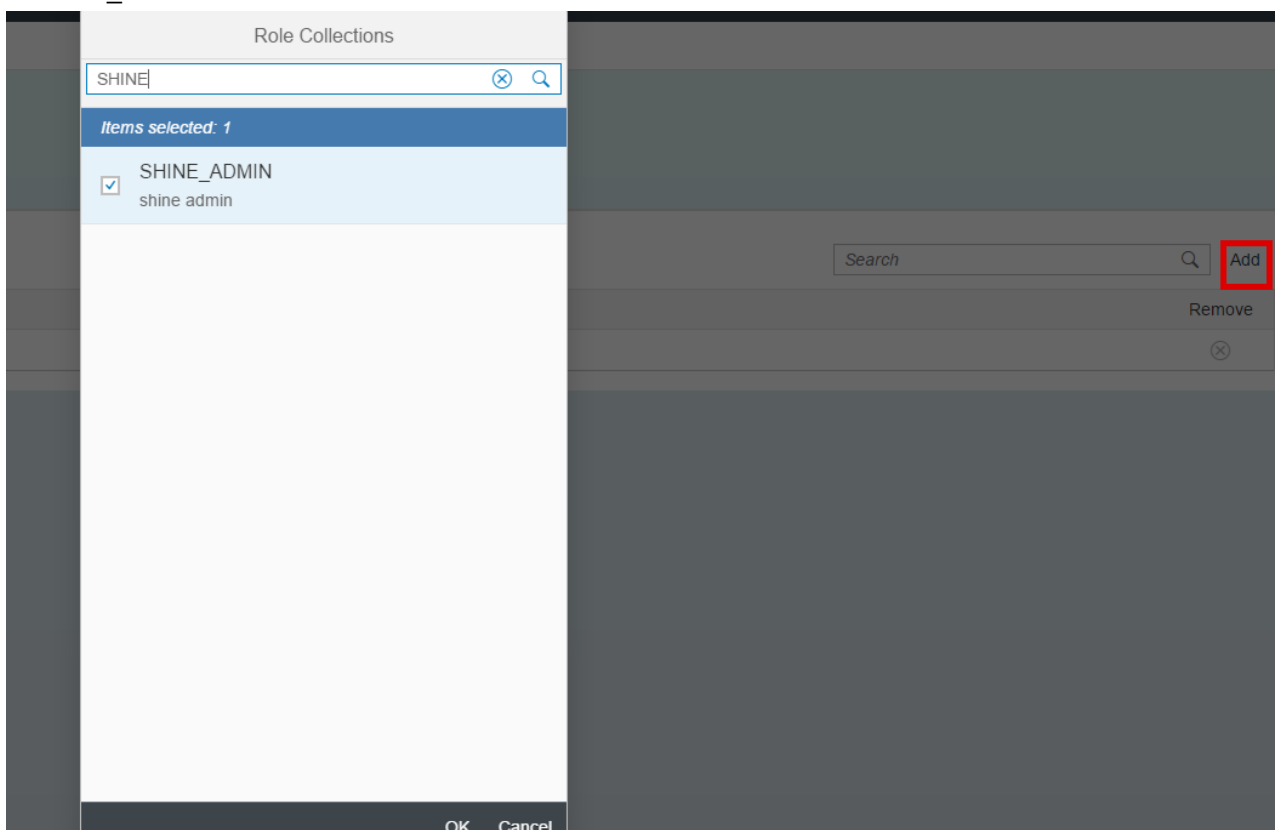 _
Role Collections
SHINE
Items selected: 1
SHINE_ADMIN
shine admin
Search
Add
Remove
OK Cancel